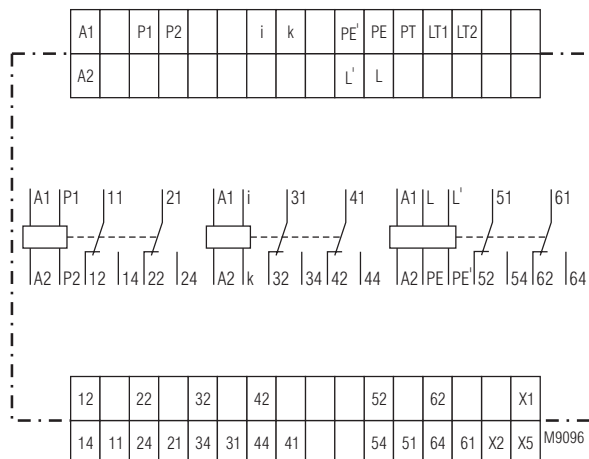 A1 P1 P2 i k PE' PE PT LT1 LT2
A2 L' L
A1 P1 11 21 A1 i 31 41 A1 L L' 51 61
A2 P2 12 14 22 24 A2 k 32 34 42 44 A2 PE PE' 52 54 62 64
12 22 32 42 52 62 X1
14 11 24 21 34 31 44 41 54 51 64 61 X2 X5 M9096